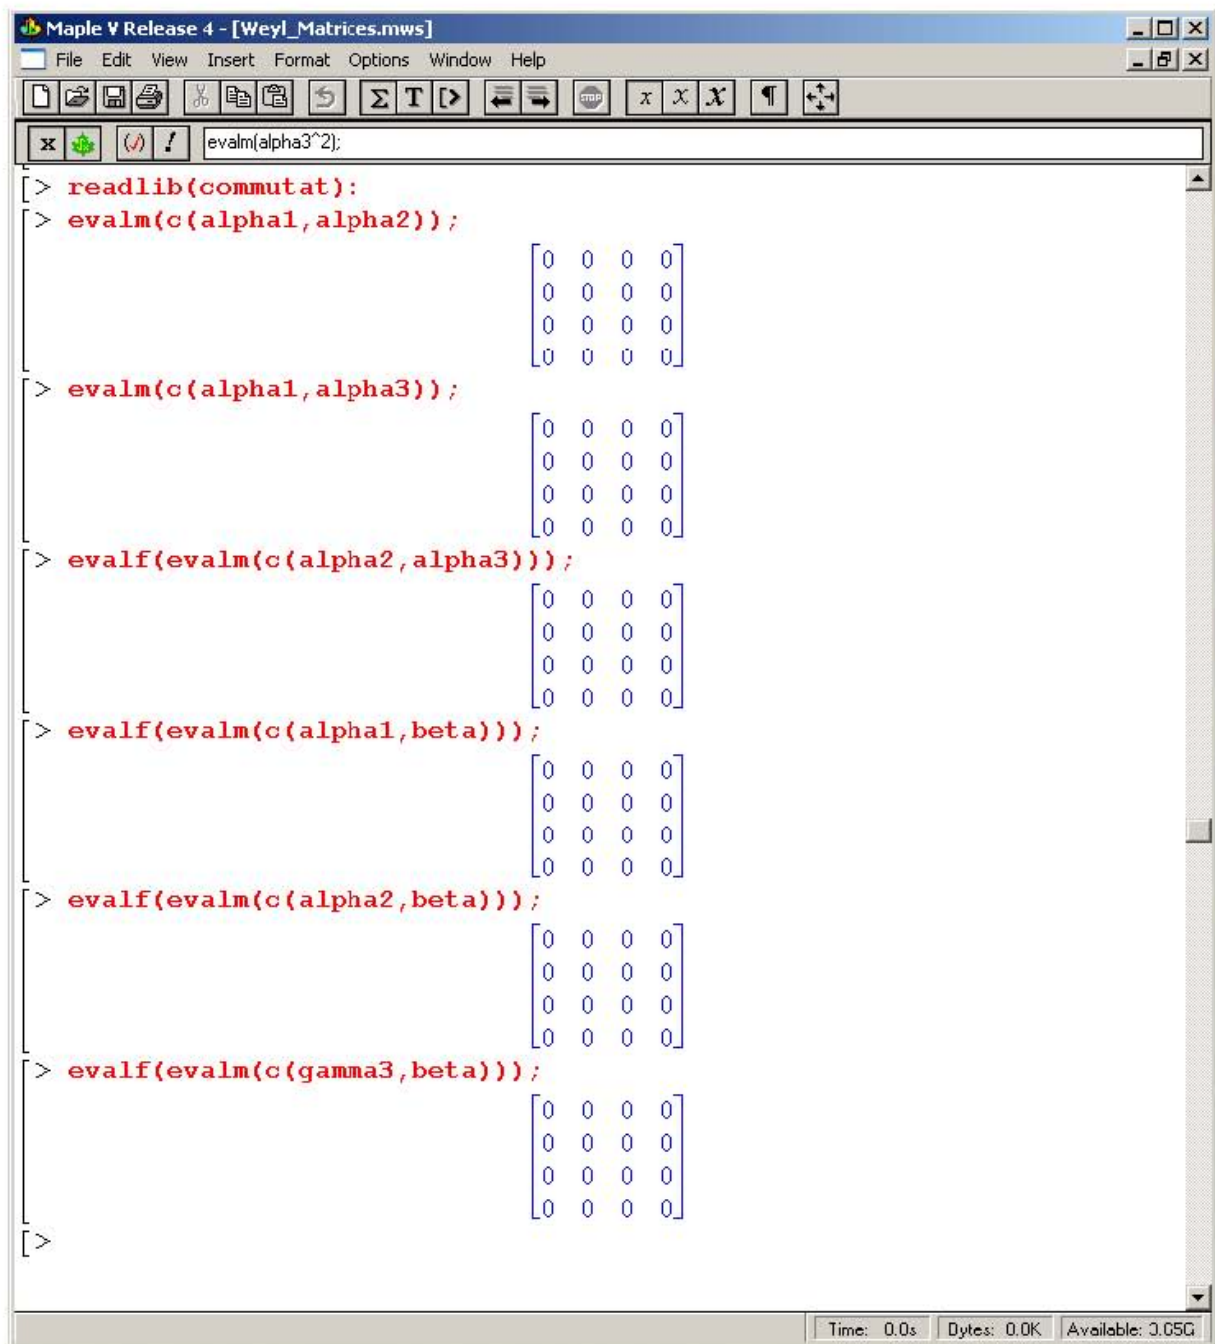 Maple V Release 4 - [Weyl_Matrices.mws]
File Edit View Insert Format Options Window Help
STOP x x x ¶
x (/) ! evalm(alpha3^2);
[> readlib(commutat):
[> evalm(c(alpha1,alpha2));
[0 0 0 0]
[0 0 0 0]
[0 0 0 0]
[0 0 0 0]
[> evalm(c(alpha1,alpha3));
[0 0 0 0]
[0 0 0 0]
[0 0 0 0]
[0 0 0 0]
[> evalf(evalm(c(alpha2,alpha3)));
[0 0 0 0]
[0 0 0 0]
[0 0 0 0]
[0 0 0 0]
[> evalf(evalm(c(alpha1,beta)));
[0 0 0 0]
[0 0 0 0]
[0 0 0 0]
[0 0 0 0]
[> evalf(evalm(c(alpha2,beta)));
[0 0 0 0]
[0 0 0 0]
[0 0 0 0]
[0 0 0 0]
[> evalf(evalm(c(gamma3,beta)));
[0 0 0 0]
[0 0 0 0]
[0 0 0 0]
[0 0 0 0]
[>
Time: 0.0s Bytes: 0.0K Available: